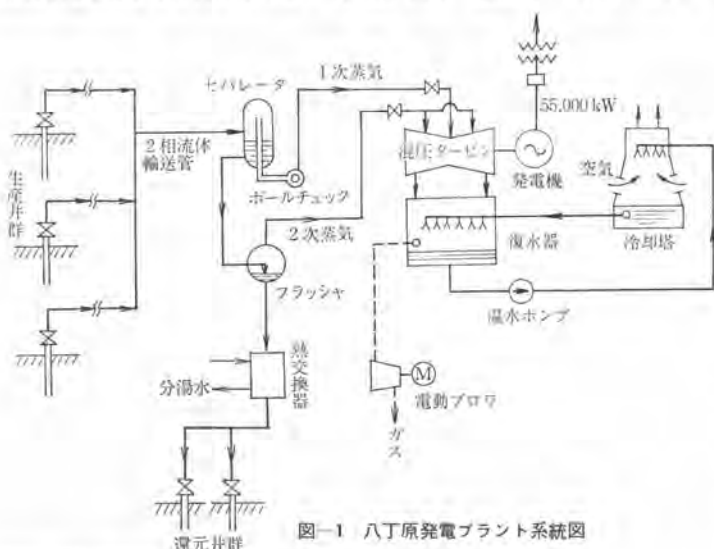 生産井群
2相流体
輸送管
セパレータ
1次蒸気
2次蒸気
ボールチェック
フラッシャ
熱交換器
分湯水
還元井群
混圧タービン
55,000 kW
発電機
復水器
空気
冷却塔
温水ポンプ
M
電動ブロワ
ガス
図―1 八丁原発電プラント系統図